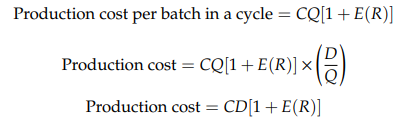 Production cost per batch in a cycle = CQ[1 + E(R)]
Production cost = CQ[1 + E(R)] × (D/Q)
Production cost = CD[1 + E(R)]